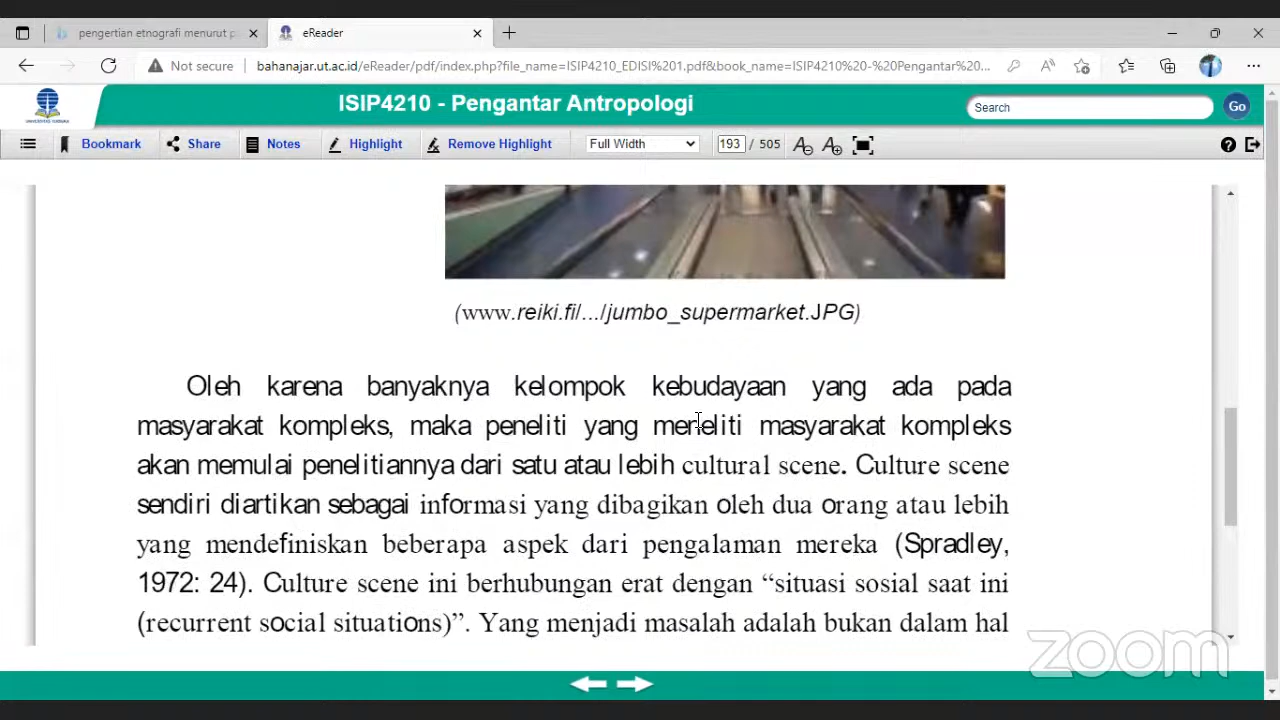 pengertian etnografi menurut p
eReader
Not secure
bahanajar.ut.ac.id/eReader/pdf/index.php?file_name=ISIP4210_EDISI%201.pdf&book_name=ISIP4210%20-%20Pengantar%20...
ISIP4210 - Pengantar Antropologi
Search
Go
Bookmark
Share
Notes
Highlight
Remove Highlight
Full Width
193 / 505
(www.reiki.fi/.../jumbo_supermarket.JPG)
Oleh karena banyaknya kelompok kebudayaan yang ada pada
masyarakat kompleks, maka peneliti yang meneliti masyarakat kompleks
akan memulai penelitiannya dari satu atau lebih cultural scene. Culture scene
sendiri diartikan sebagai informasi yang dibagikan oleh dua orang atau lebih
yang mendefiniskan beberapa aspek dari pengalaman mereka (Spradley,
1972: 24). Culture scene ini berhubungan erat dengan “situasi sosial saat ini
(recurrent social situations)”. Yang menjadi masalah adalah bukan dalam hal
zoom